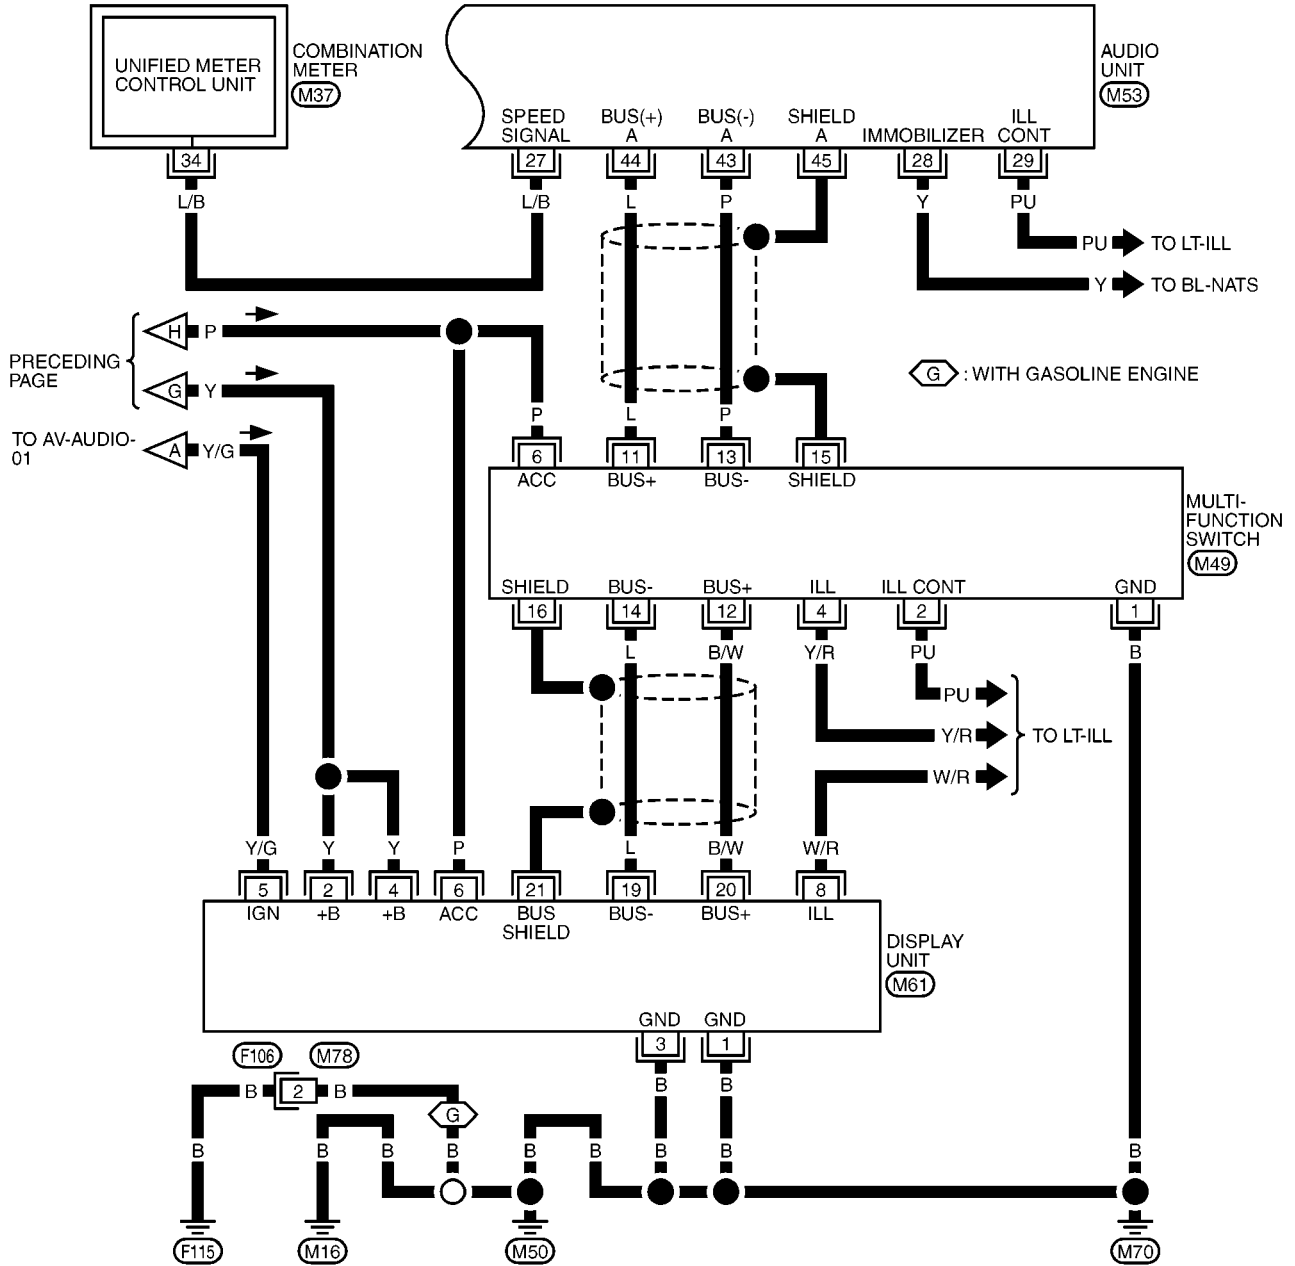 UNIFIED METER
CONTROL UNIT
COMBINATION
METER
M37
AUDIO
UNIT
M53
SPEED
SIGNAL
BUS(+)
A
BUS(-)
A
SHIELD
A
IMMOBILIZER
ILL
CONT
34
27
44
43
45
28
29
L/B
L/B
L
P
Y
PU
PU
TO LT-ILL
Y
TO BL-NATS
PRECEDING
PAGE
H
P
G
Y
G
: WITH GASOLINE ENGINE
TO AV-AUDIO-
01
A
Y/G
P
L
P
6
11
13
15
ACC
BUS+
BUS-
SHIELD
MULTI-
FUNCTION
SWITCH
M49
SHIELD
BUS-
BUS+
ILL
ILL CONT
GND
16
14
12
4
2
1
L
B/W
Y/R
PU
B
PU
Y/R
W/R
TO LT-ILL
Y/G
Y
Y
P
L
B/W
W/R
5
2
4
6
21
19
20
8
IGN
+B
+B
ACC
BUS
SHIELD
BUS-
BUS+
ILL
DISPLAY
UNIT
M61
GND
GND
3
1
F106
M78
B
2
B
B
B
G
B
B
B
B
B
B
B
B
F115
M16
M50
M70